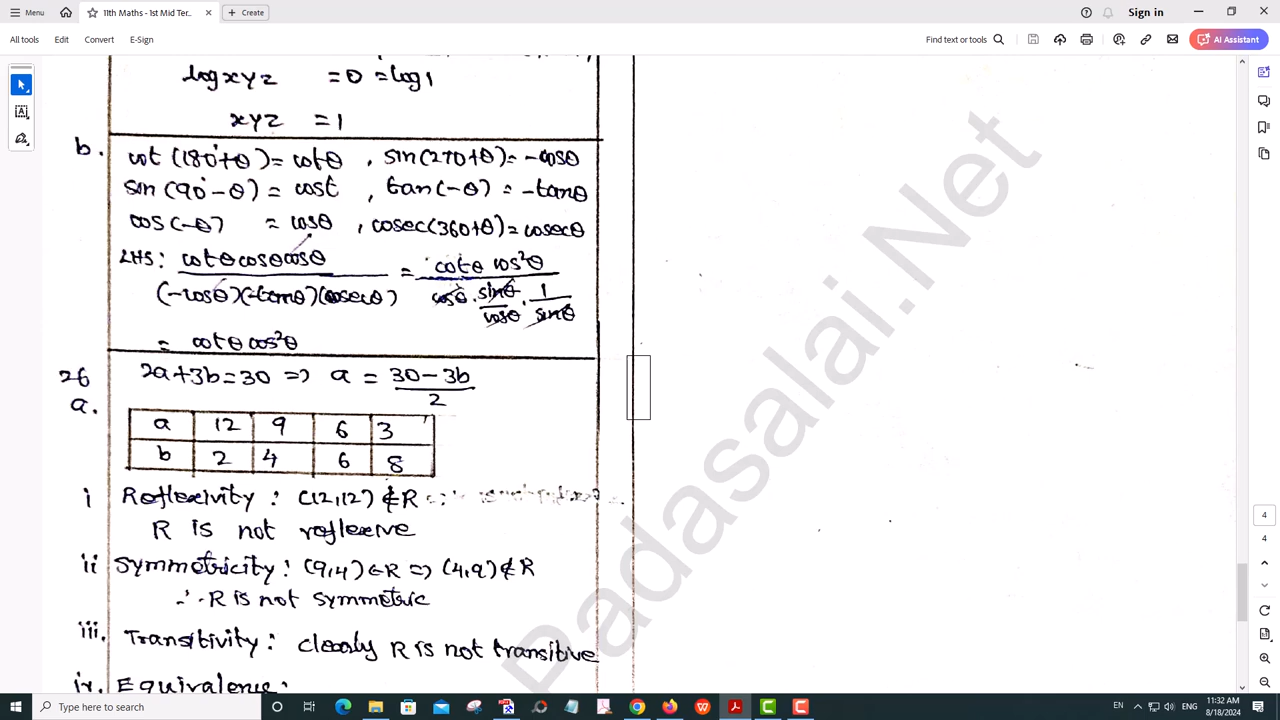 Menu
11th Maths - 1st Mid Ter...
Create
Sign in
All tools
Edit
Convert
E-Sign
Find text or tools
AI Assistant
log xyz = 0 = log 1
xyz = 1
b.
cot (180°+θ) = cotθ , sin(270+θ) = -cosθ
sin (90°-θ) = cost , tan(-θ) = -tanθ
cos (-θ) = cosθ , cosec(360+θ) = cosecθ
LHS : cotθ cosθ cosθ / (-cosθ)(-tanθ)(cosecθ) = cotθ cos²θ / cosθ · sinθ/cosθ · 1/sinθ
= cotθ cos²θ
26 a. 2a+3b=30 => a = 30-3b / 2
a 12 9 6 3
b 2 4 6 8
i Reflexivity : (12,12) ∉ R
R is not reflexive
ii Symmetricity : (9,4) ∈ R => (4,9) ∉ R
∴ R is not symmetric
iii. Transitivity : clearly R is not transitive
iv. Equivalence :
Padasalai.Net
4
4
Type here to search
EN
ENG
11:32 AM
8/18/2024